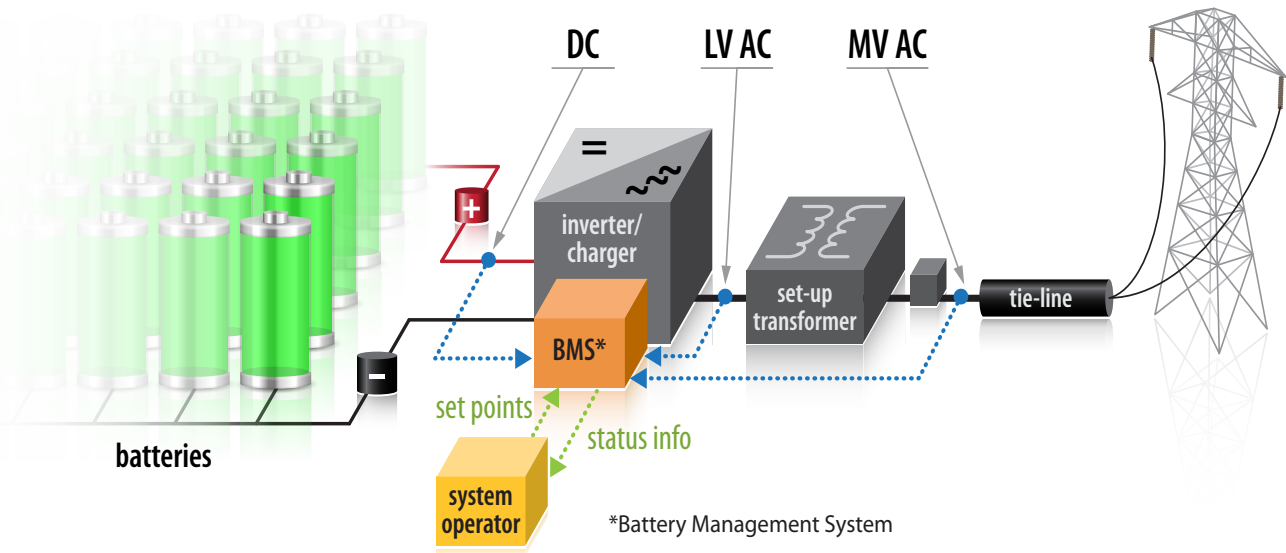 DC
LV AC
MV AC
=
~~~
+
inverter/
charger
set-up
transformer
tie-line
BMS*
-
set points
status info
batteries
system
operator
*Battery Management System